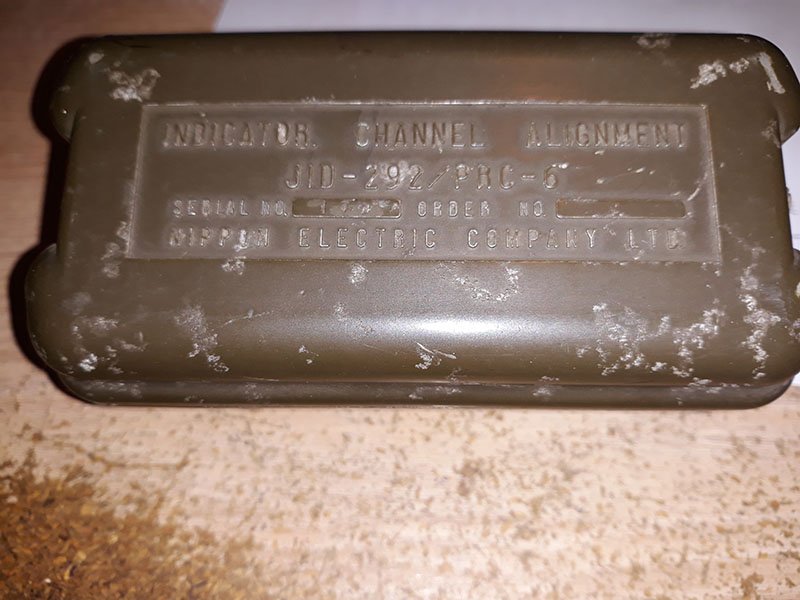 INDICATOR, CHANNEL ALIGNMENT
JID-292/PRC-6
SERIAL NO. ORDER NO.
NIPPON ELECTRIC COMPANY LTD.